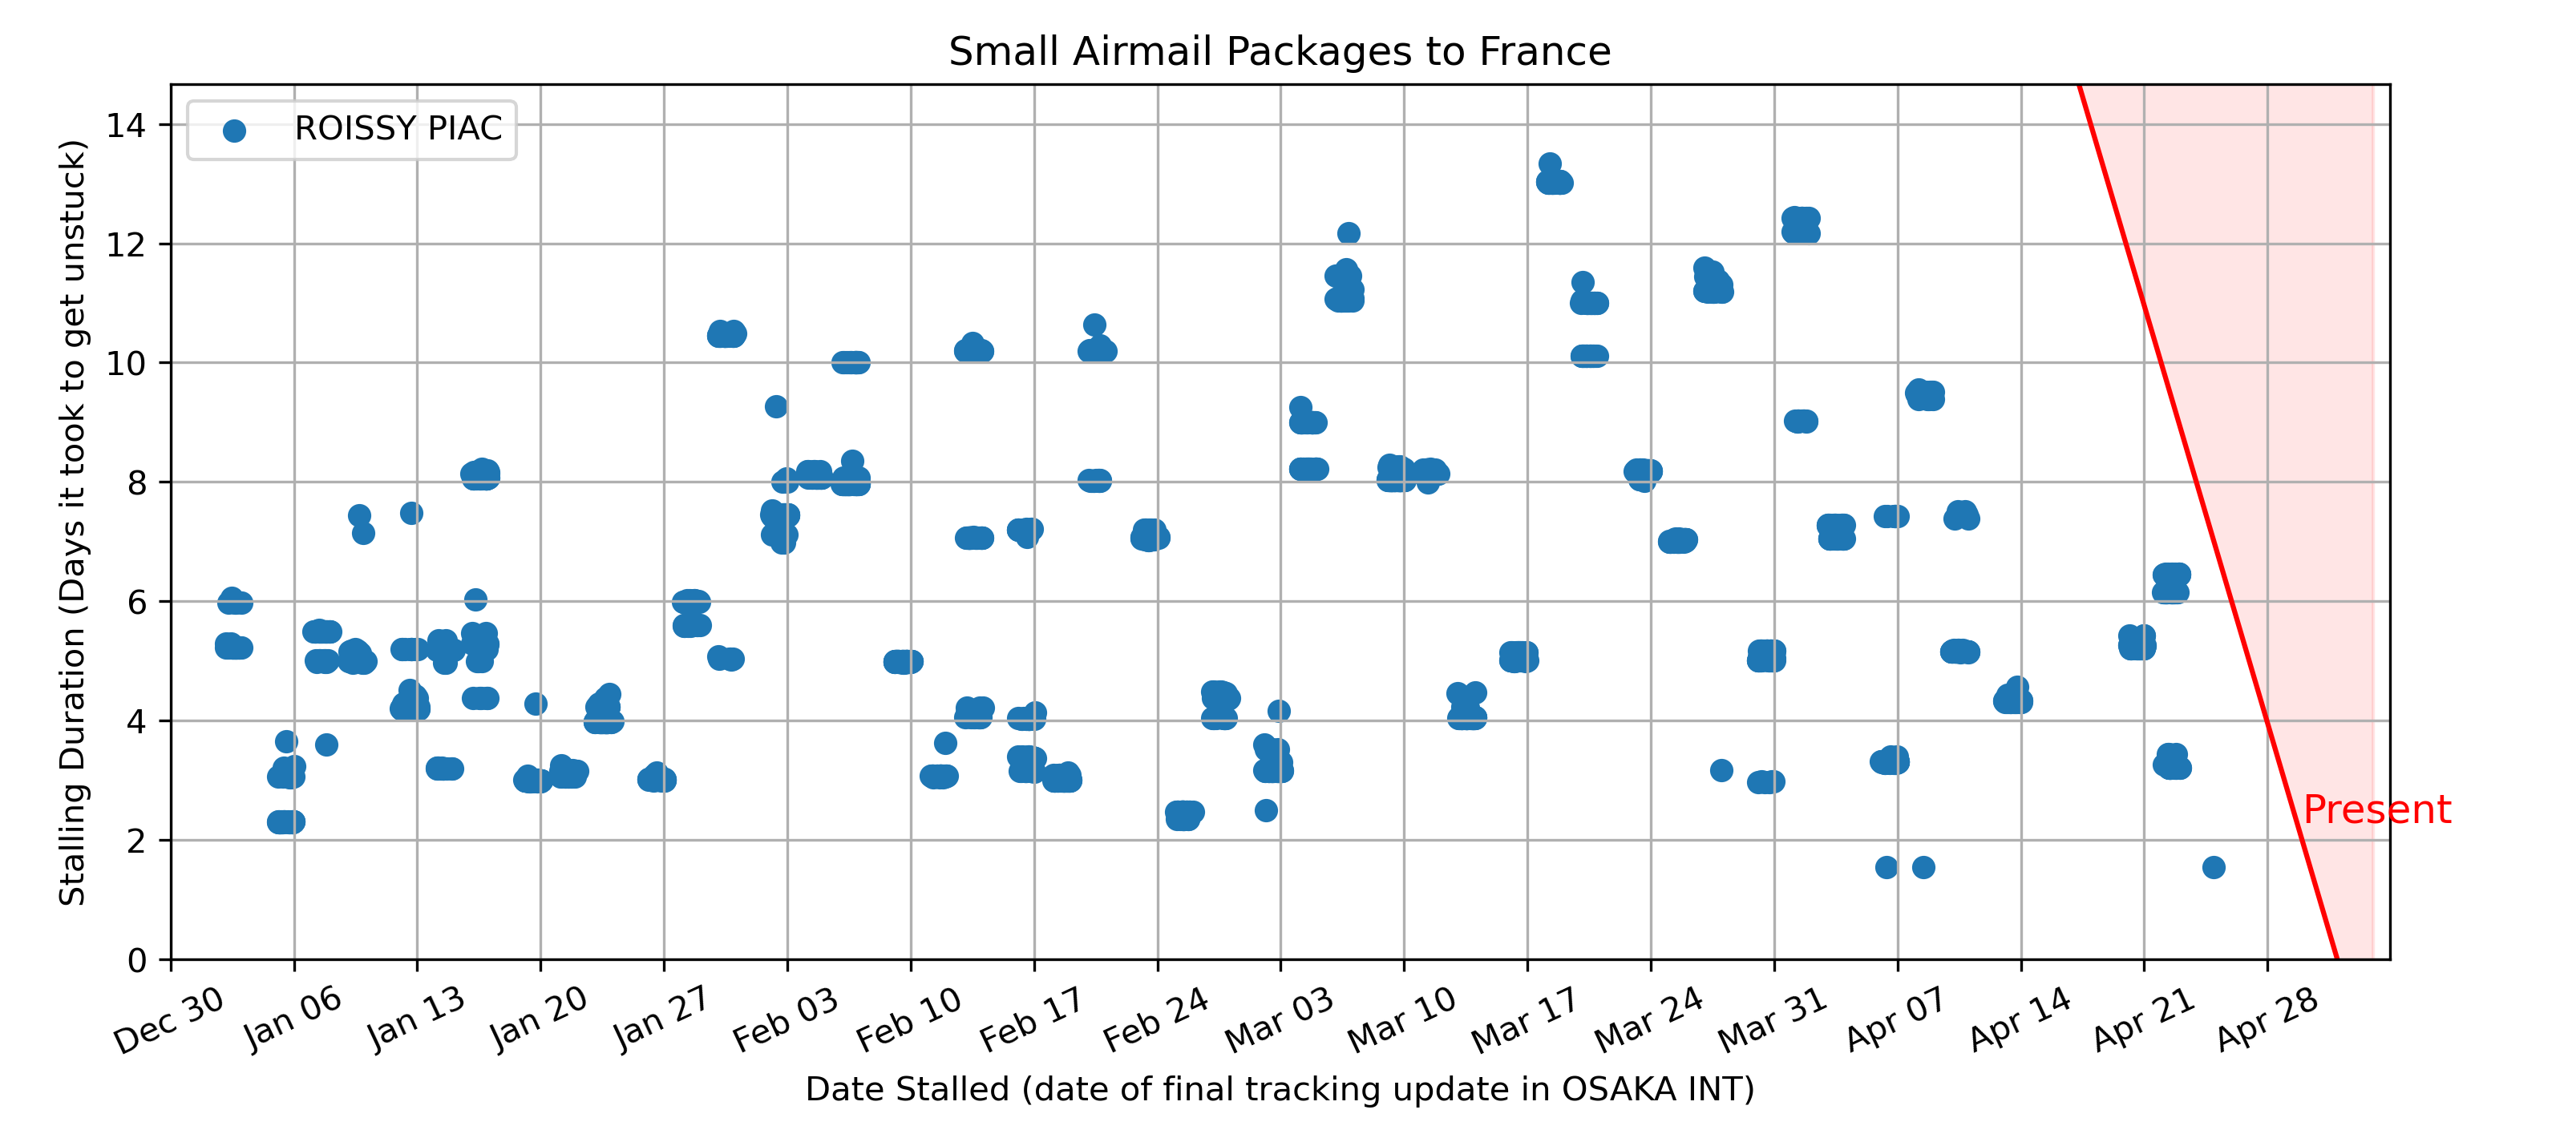 Small Airmail Packages to France
ROISSY PIAC
Stalling Duration (Days it took to get unstuck)
14
12
10
8
6
4
2
0
Present
Dec 30
Jan 06
Jan 13
Jan 20
Jan 27
Feb 03
Feb 10
Feb 17
Feb 24
Mar 03
Mar 10
Mar 17
Mar 24
Mar 31
Apr 07
Apr 14
Apr 21
Apr 28
Date Stalled (date of final tracking update in OSAKA INT)